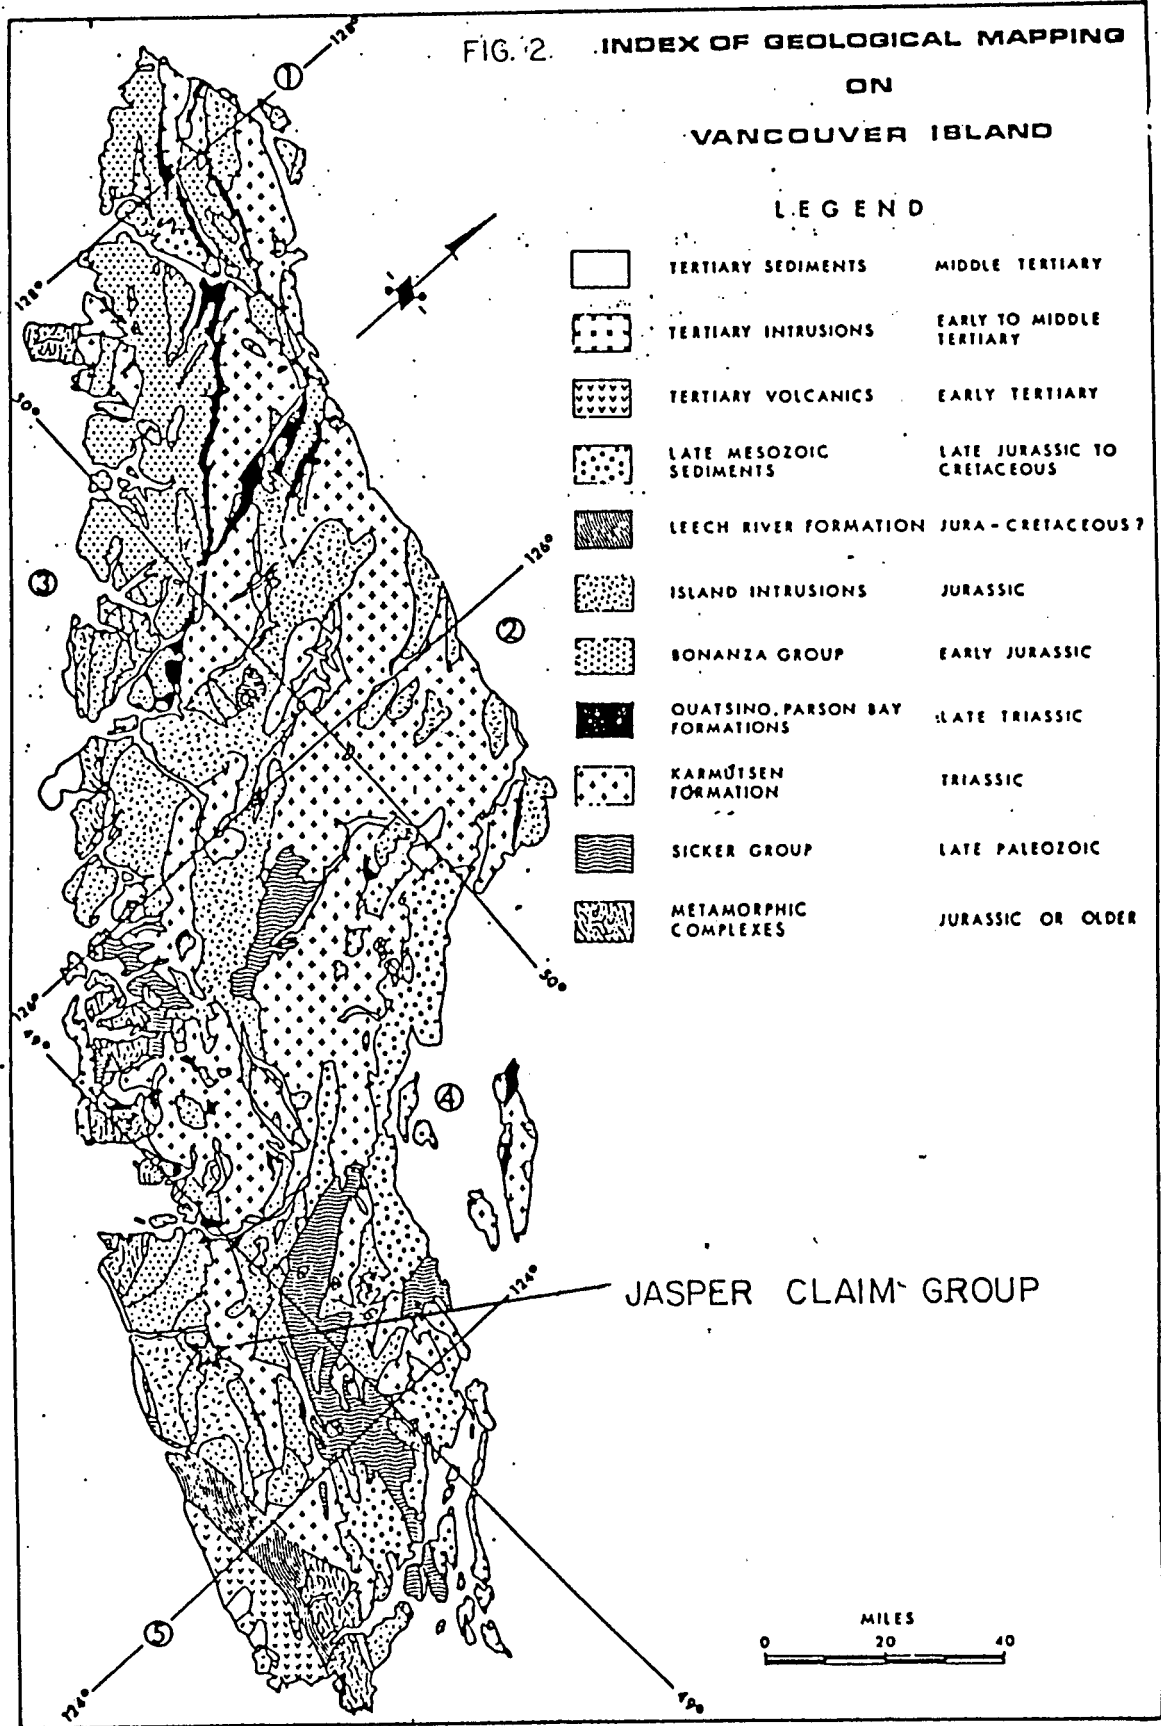 FIG. 2. INDEX OF GEOLOGICAL MAPPING
ON
VANCOUVER ISLAND
LEGEND
TERTIARY SEDIMENTS MIDDLE TERTIARY
TERTIARY INTRUSIONS EARLY TO MIDDLE TERTIARY
TERTIARY VOLCANICS EARLY TERTIARY
LATE MESOZOIC SEDIMENTS LATE JURASSIC TO CRETACEOUS
LEECH RIVER FORMATION JURA-CRETACEOUS?
ISLAND INTRUSIONS JURASSIC
BONANZA GROUP EARLY JURASSIC
QUATSINO, PARSON BAY FORMATIONS LATE TRIASSIC
KARMUTSEN FORMATION TRIASSIC
SICKER GROUP LATE PALEOZOIC
METAMORPHIC COMPLEXES JURASSIC OR OLDER
128°
1
128°
50°
126°
3
2
50°
126°
49°
4
124°
JASPER CLAIM GROUP
5
124°
49°
MILES
0 20 40